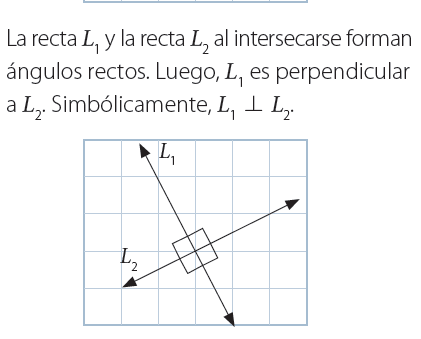 La recta L₁ y la recta L₂ al intersecarse forman
ángulos rectos. Luego, L₁ es perpendicular
a L₂. Simbólicamente, L₁ ⊥ L₂.
L₁
L₂